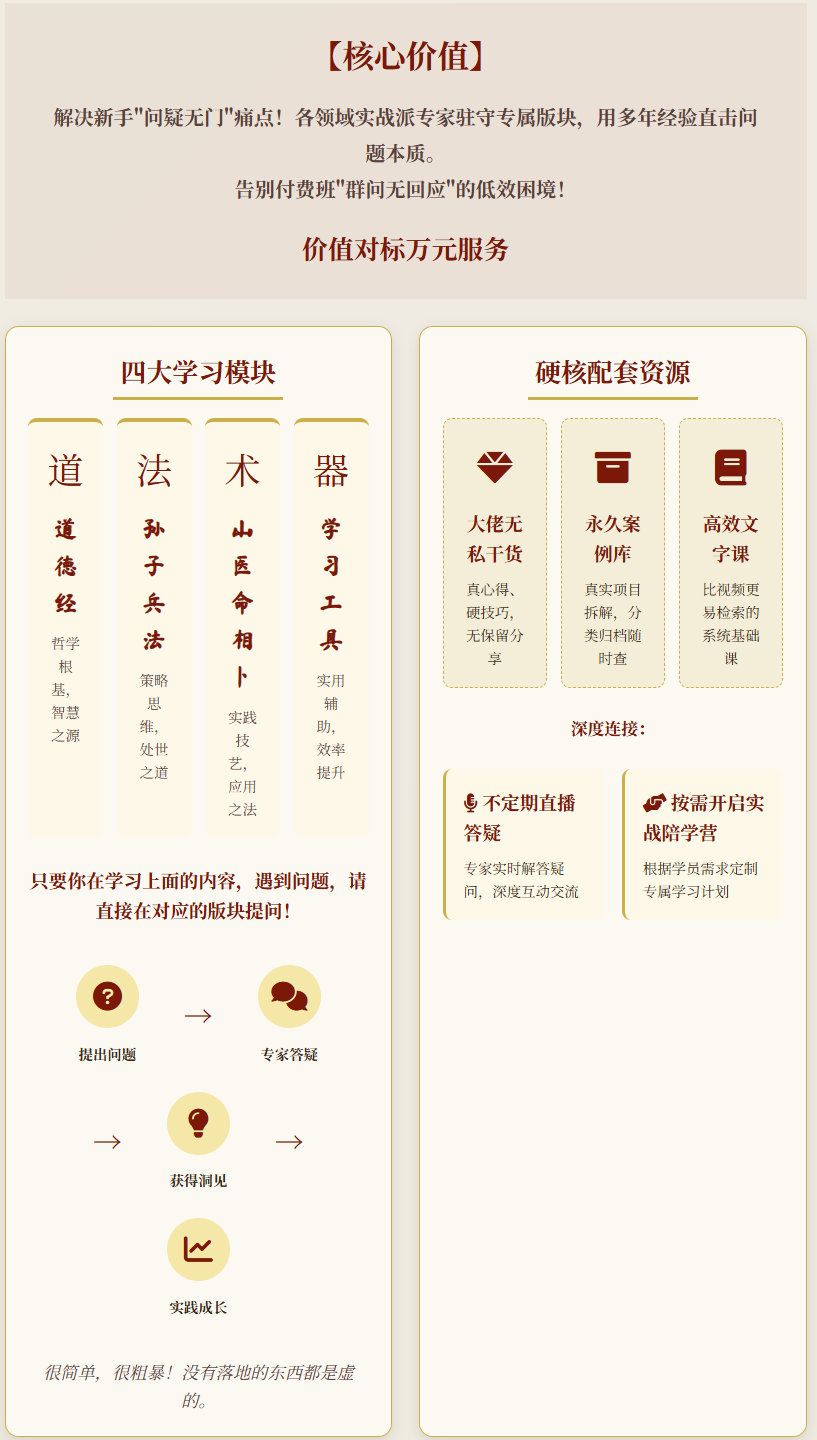 【核心价值】
解决新手"问疑无门"痛点！各领域实战派专家驻守专属版块，用多年经验直击问
题本质。
告别付费班"群问无回应"的低效困境！
价值对标万元服务
四大学习模块
道
道
德
经
哲学
根
基，
智慧
之源
法
孙
子
兵
法
策略
思
维，
处世
之道
术
山
医
命
相
卜
实践
技
艺，
应用
之法
器
学
习
工
具
实用
辅
助，
效率
提升
只要你在学习上面的内容，遇到问题，请
直接在对应的版块提问！
提出问题
→
专家答疑
→
获得洞见
→
实践成长
很简单，很粗暴！没有落地的东西都是虚
的。
硬核配套资源
大佬无
私干货
真心得、
硬技巧，
无保留分
享
永久案
例库
真实项目
拆解，分
类归档随
时查
高效文
字课
比视频更
易检索的
系统基础
课
深度连接：
不定期直播
答疑
专家实时解答疑
问，深度互动交流
按需开启实
战陪学营
根据学员需求定制
专属学习计划